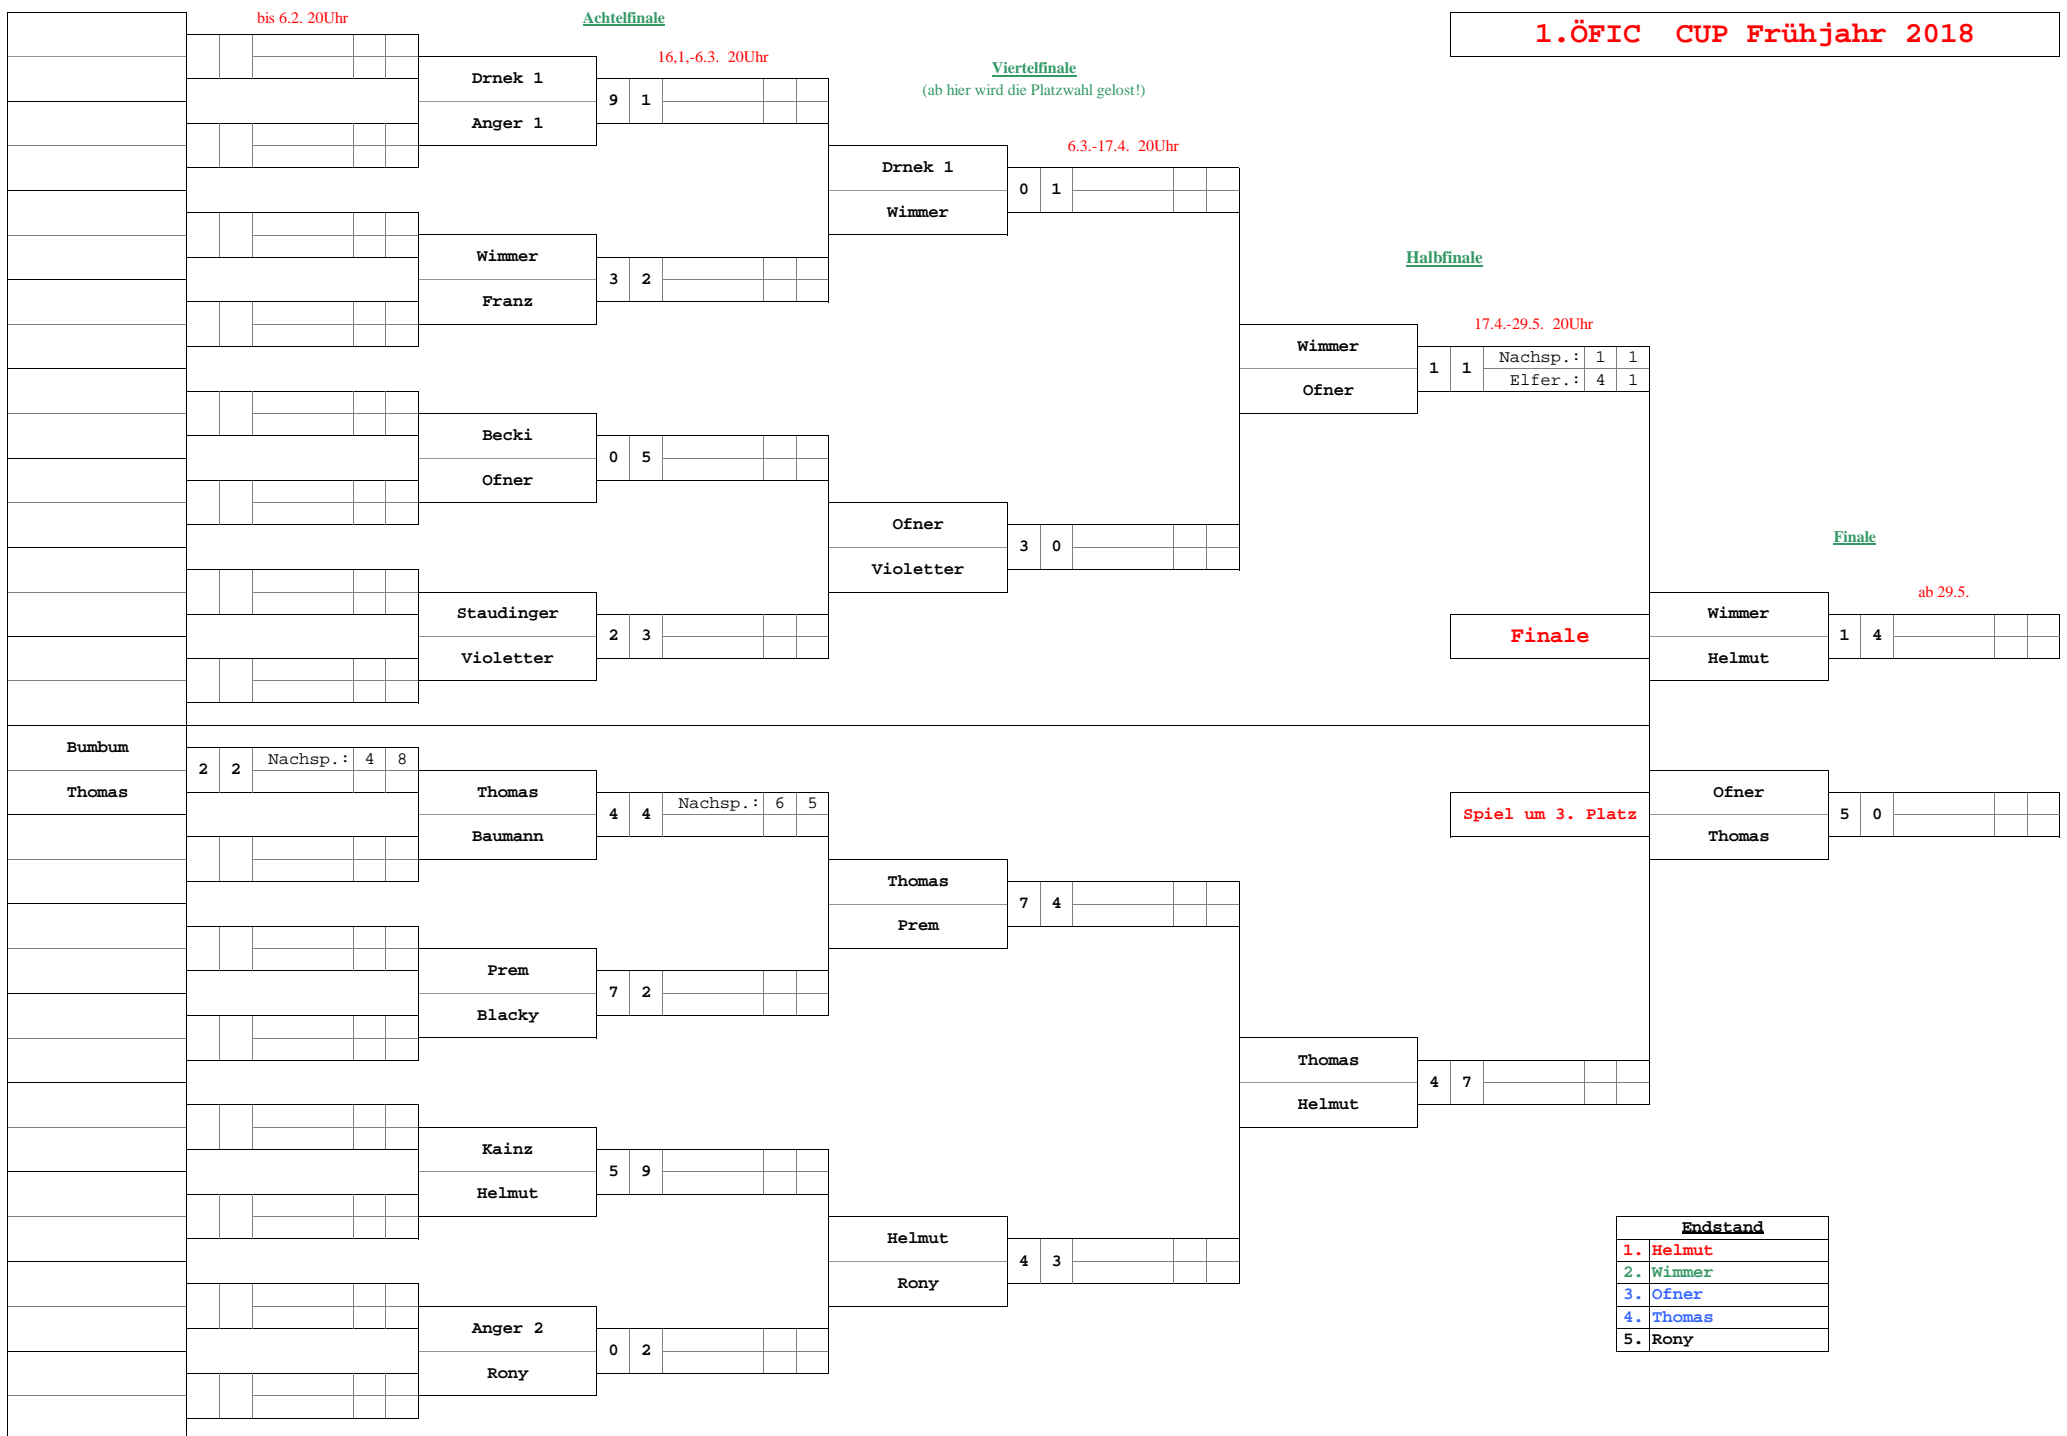 bis 6.2. 20Uhr
Achtelfinale
1.ÖFIC CUP Frühjahr 2018
16,1,-6.3. 20Uhr
Viertelfinale
(ab hier wird die Platzwahl gelost!)
Drnek 1
9 1
Anger 1
6.3.-17.4. 20Uhr
Drnek 1
0 1
Wimmer
Wimmer
3 2
Franz
Halbfinale
17.4.-29.5. 20Uhr
Wimmer
1 1
Nachsp.: 1 1
Elfer.: 4 1
Ofner
Becki
0 5
Ofner
Ofner
3 0
Violetter
Finale
ab 29.5.
Staudinger
2 3
Violetter
Finale
Wimmer
1 4
Helmut
Bumbum
2 2
Nachsp.: 4 8
Thomas
Thomas
4 4
Nachsp.: 6 5
Baumann
Spiel um 3. Platz
Ofner
5 0
Thomas
Thomas
7 4
Prem
Prem
7 2
Blacky
Thomas
4 7
Helmut
Kainz
5 9
Helmut
Helmut
4 3
Rony
Anger 2
0 2
Rony
Endstand
1. Helmut
2. Wimmer
3. Ofner
4. Thomas
5. Rony